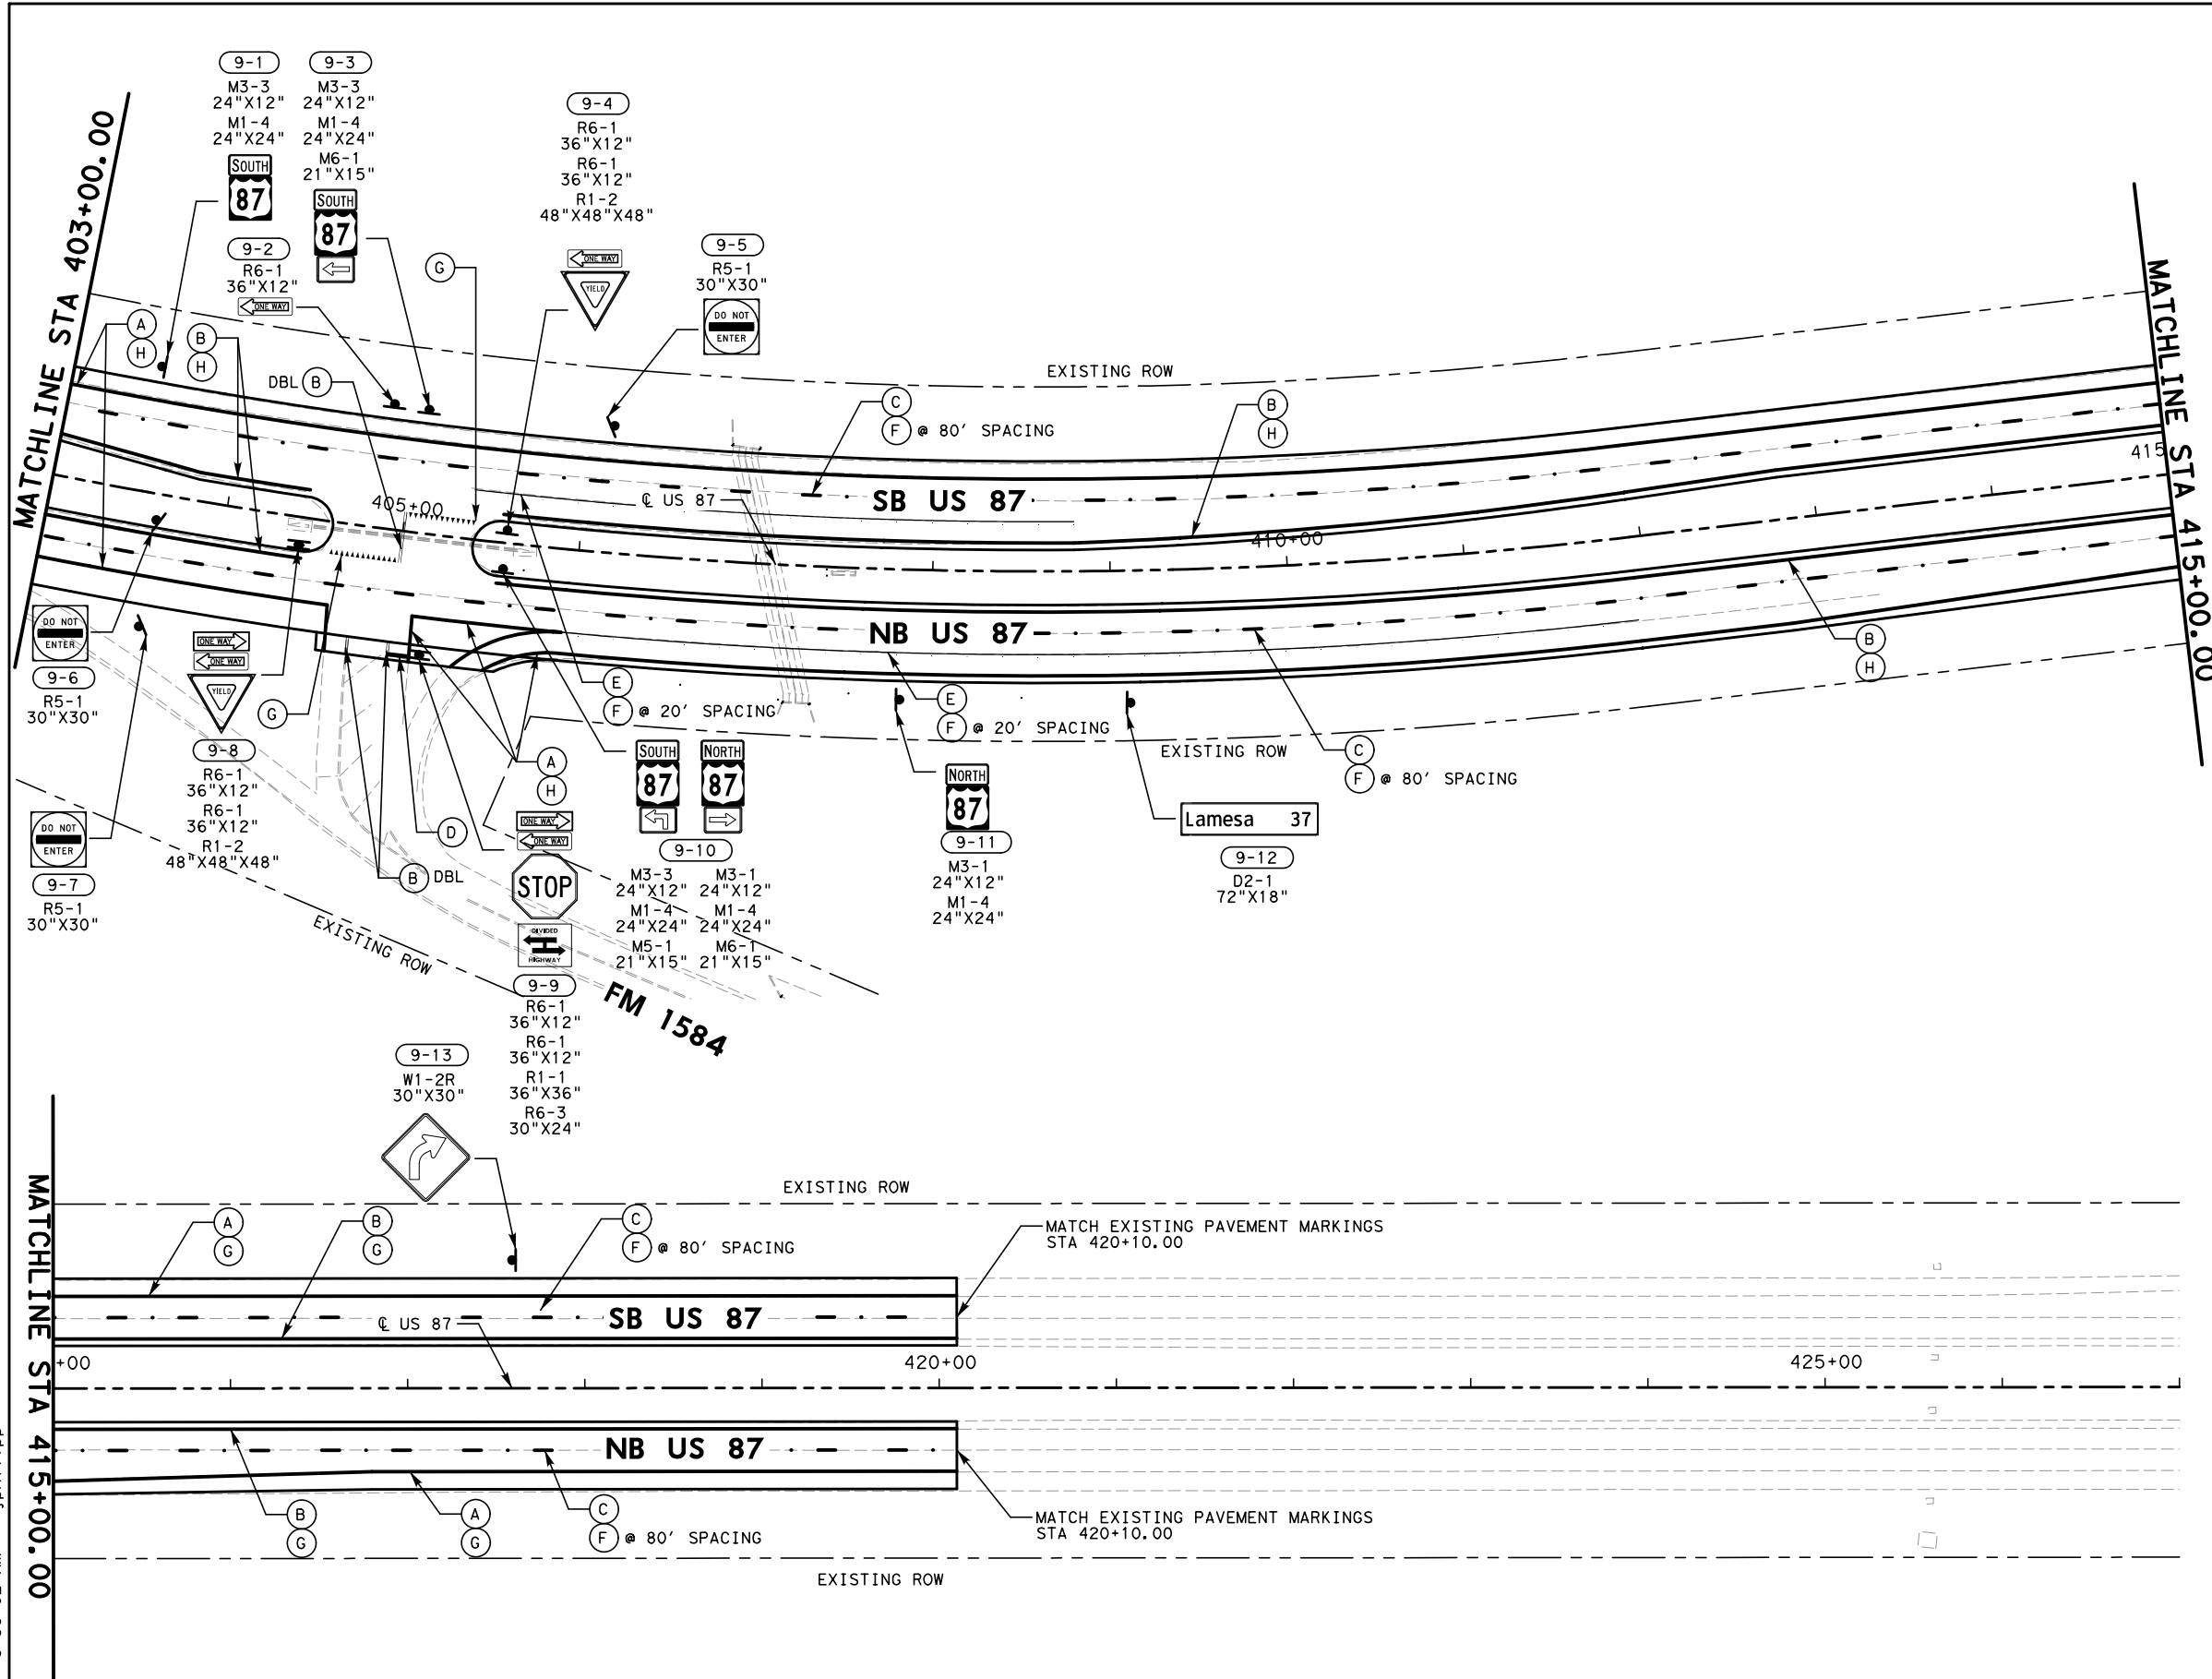 MATCHLINE STA 403+00.00
9-1
M3-3
24"X12"
M1-4
24"X24"
SOUTH
87
9-3
M3-3
24"X12"
M1-4
24"X24"
M6-1
21"X15"
SOUTH
87
9-2
R6-1
36"X12"
ONE WAY
9-4
R6-1
36"X12"
R6-1
36"X12"
R1-2
48"X48"X48"
ONE WAY
YIELD
9-5
R5-1
30"X30"
DO NOT
ENTER
G
A
H
B
H
DBL B
EXISTING ROW
C
F @ 80' SPACING
B
H
405+00
℄ US 87
SB US 87
410+00
415
MATCHLINE STA 415+00.00
NB US 87
DO NOT
ENTER
9-6
R5-1
30"X30"
ONE WAY
ONE WAY
YIELD
9-8
R6-1
36"X12"
R6-1
36"X12"
R1-2
48"X48"X48"
G
DO NOT
ENTER
9-7
R5-1
30"X30"
E
F @ 20' SPACING
E
F @ 20' SPACING
B
H
A
H
D
B DBL
EXISTING ROW
C
F @ 80' SPACING
ONE WAY
ONE WAY
STOP
DIVIDED
HIGHWAY
9-9
R6-1
36"X12"
R6-1
36"X12"
R1-1
36"X36"
R6-3
30"X24"
SOUTH
87
NORTH
87
9-10
M3-3
24"X12"
M1-4
24"X24"
M5-1
21"X15"
M3-1
24"X12"
M1-4
24"X24"
M6-1
21"X15"
NORTH
87
9-11
M3-1
24"X12"
M1-4
24"X24"
Lamesa 37
9-12
D2-1
72"X18"
EXISTING ROW
FM 1584
9-13
W1-2R
30"X30"
MATCHLINE STA 415+00.00
EXISTING ROW
A
G
B
G
C
F @ 80' SPACING
MATCH EXISTING PAVEMENT MARKINGS
STA 420+10.00
℄ US 87
SB US 87
+00
420+00
425+00
NB US 87
B
G
A
G
C
F @ 80' SPACING
MATCH EXISTING PAVEMENT MARKINGS
STA 420+10.00
EXISTING ROW